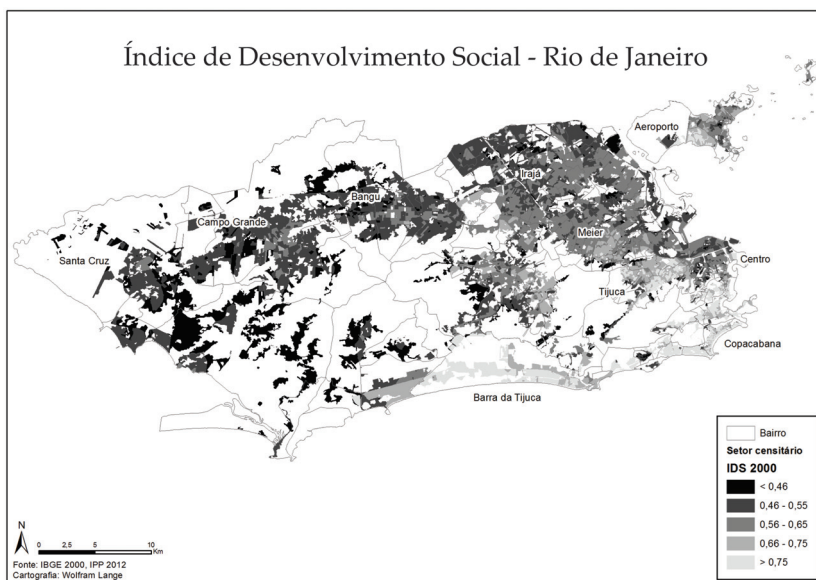 Índice de Desenvolvimento Social - Rio de Janeiro
Aeroporto
Irajá
Bangu
Campo Grande
Meier
Santa Cruz
Centro
Tijuca
Copacabana
Barra da Tijuca
Bairro
Setor censitário
IDS 2000
< 0,46
0,46 - 0,55
0,56 - 0,65
0,66 - 0,75
> 0,75
N
0 2,5 5 10
Km
Fonte: IBGE 2000, IPP 2012
Cartografia: Wolfram Lange